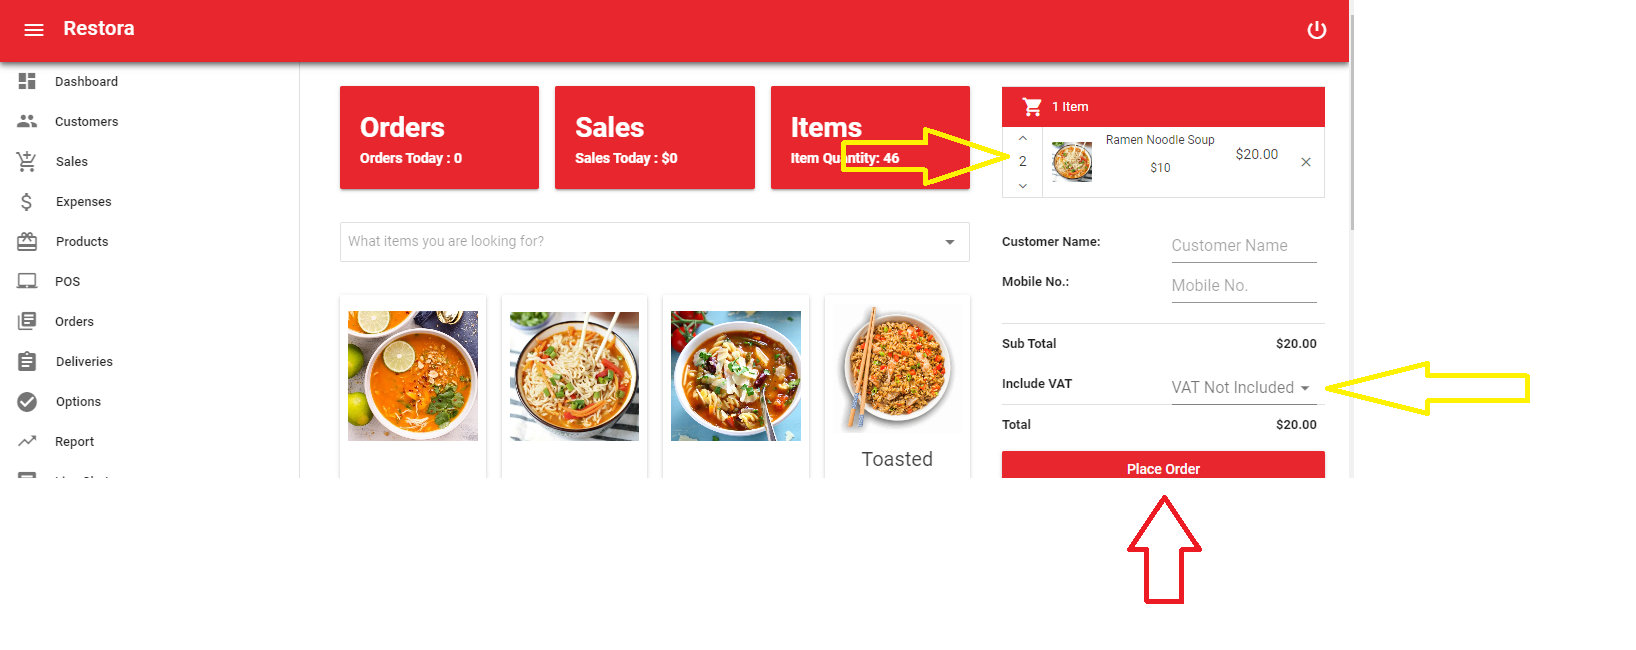 Restora
Dashboard
Customers
Sales
Expenses
Products
POS
Orders
Deliveries
Options
Report
Orders
Orders Today : 0
Sales
Sales Today : $0
Items
Item Quantity: 46
What items you are looking for?
Toasted
1 Item
2
Ramen Noodle Soup
$10
$20.00
Customer Name:
Customer Name
Mobile No.:
Mobile No.
Sub Total
$20.00
Include VAT
VAT Not Included
Total
$20.00
Place Order